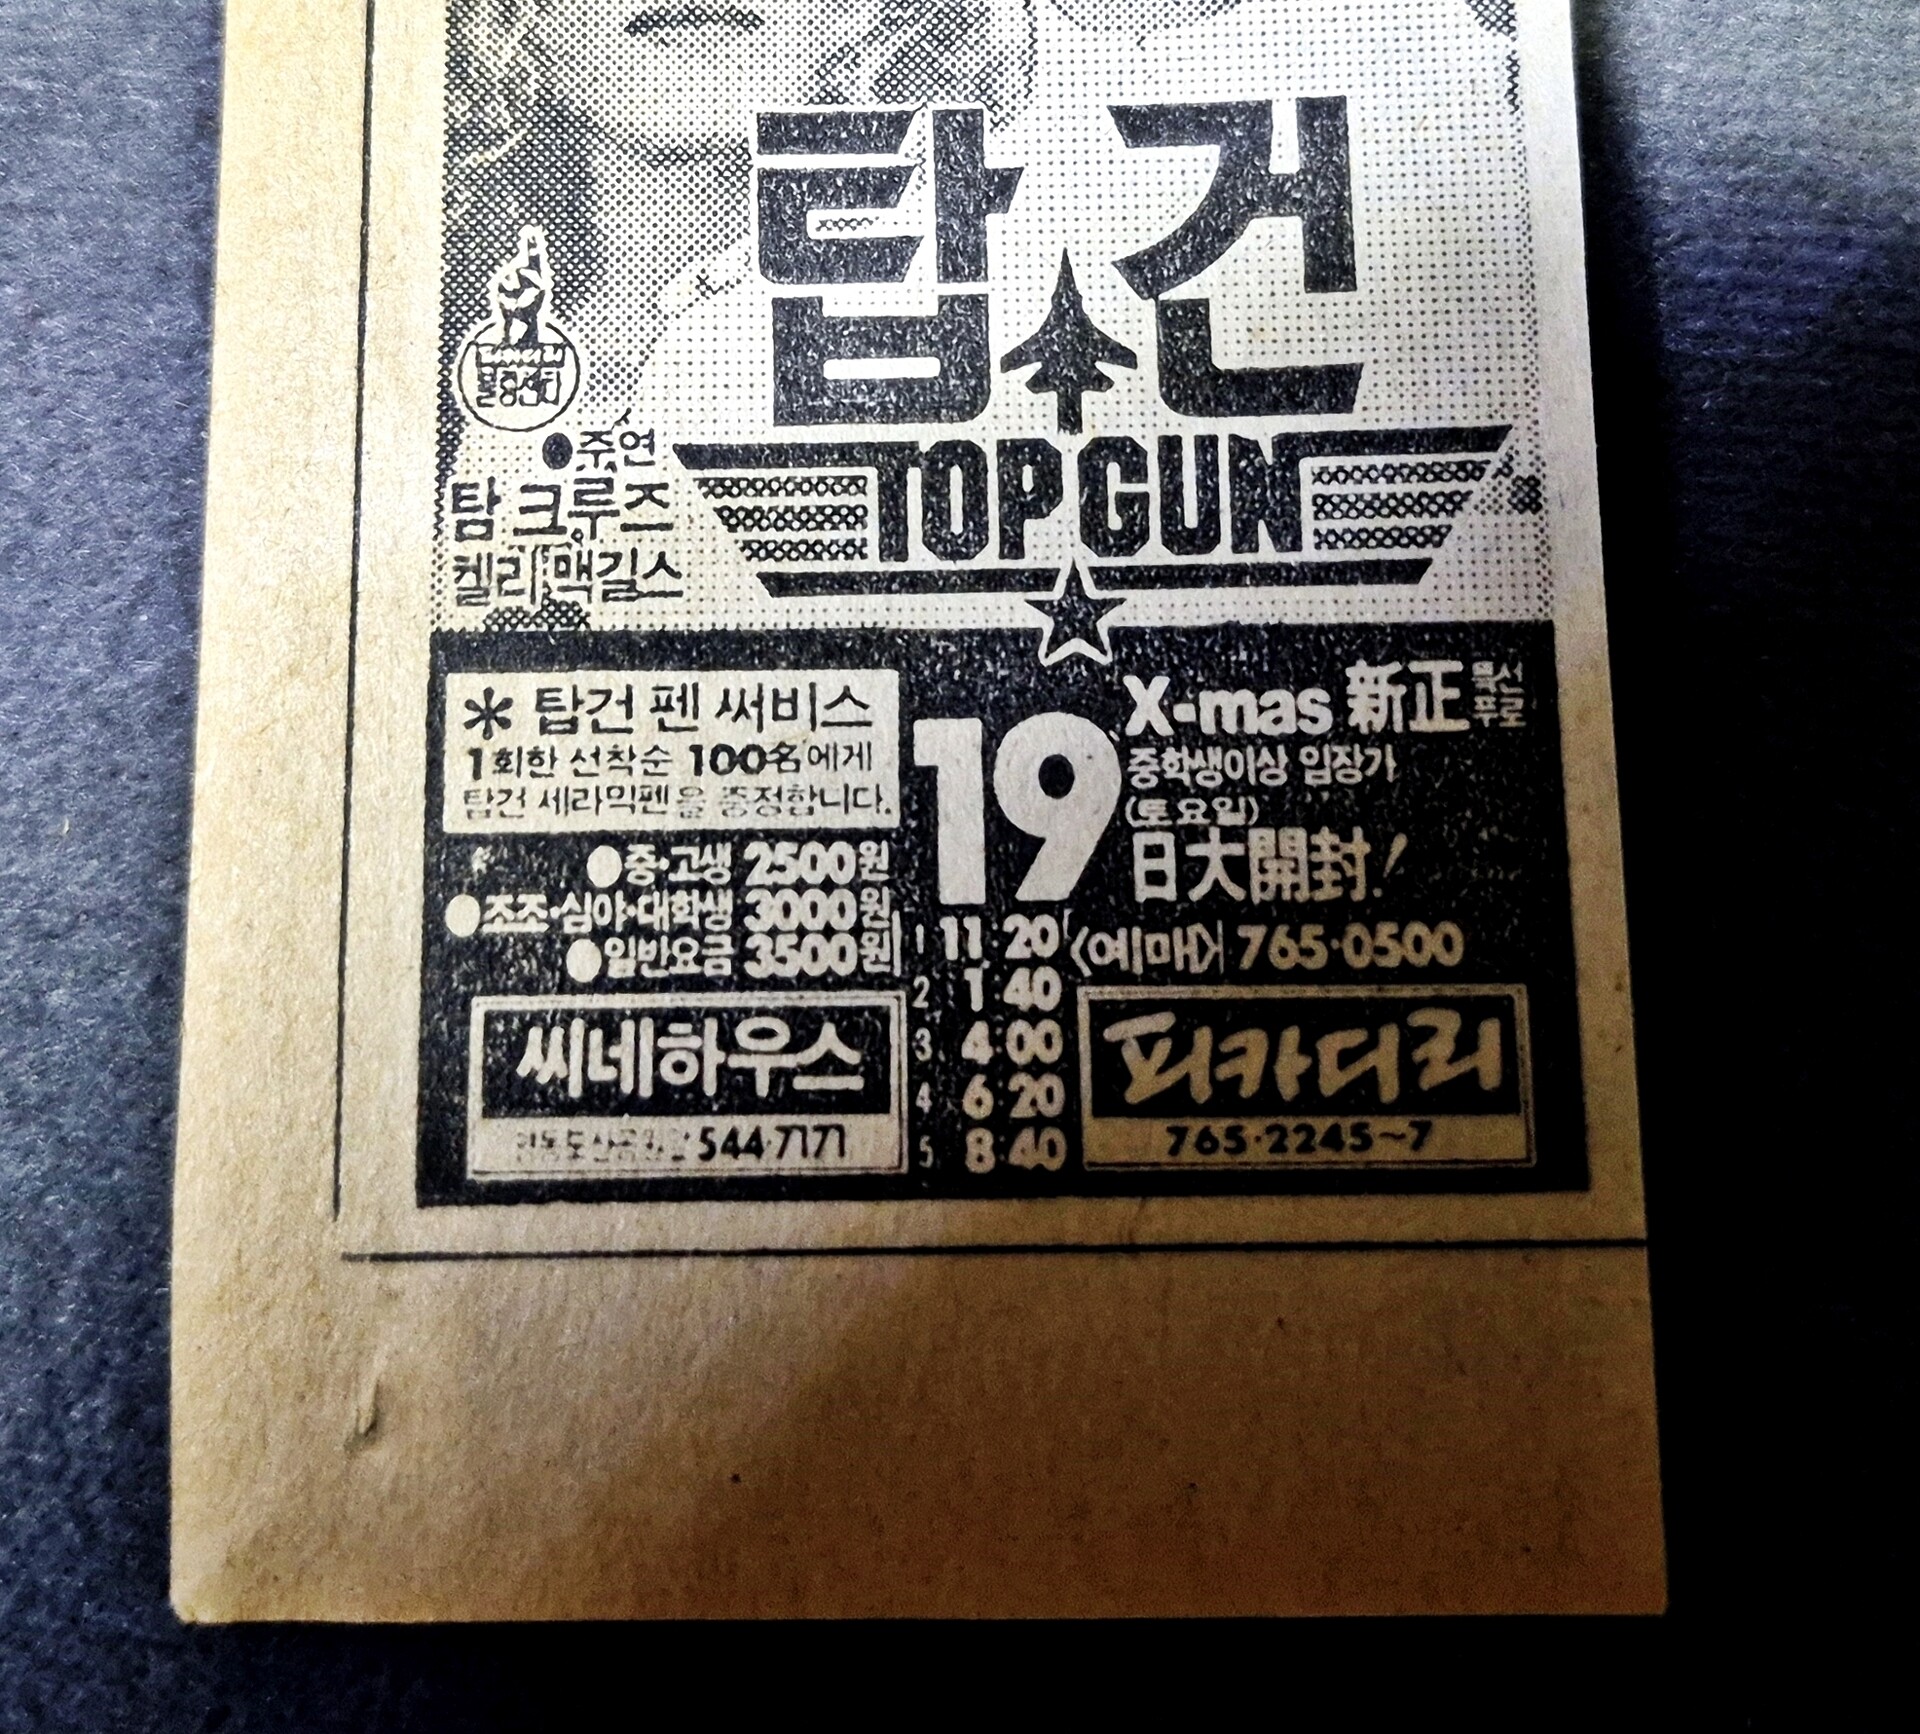 탑건
TOP GUN
●주연
탐 크루즈
켈리 맥길스
* 탑건 펜 써비스
1회한 선착순 100名에게
탑건 세라믹펜을 증정합니다.
●중·고생 2500원
●조조·심야·대학생 3000원
●일반요금 3500원
씨네하우스
544·7171
19
X-mas 新正 특선푸로
중학생이상 입장가
(토요일)
日大開封!
1 11:20
2 1:40
3 4:00
4 6:20
5 8:40
<예매> 765·0500
피카디리
765·2245~7